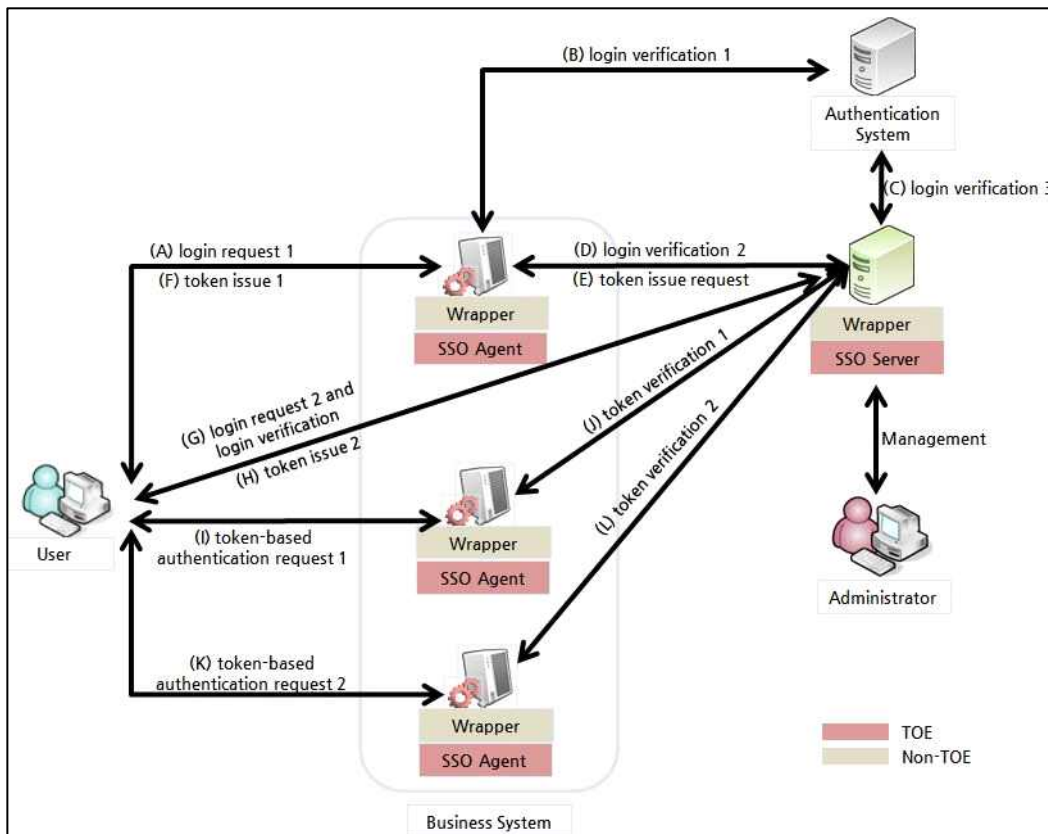 (B) login verification 1
Authentication
System
(C) login verification 3
(A) login request 1
(F) token issue 1
(D) login verification 2
(E) token issue request
Wrapper
SSO Agent
Wrapper
SSO Server
(G) login request 2 and
login verification
(H) token issue 2
(J) token verification 1
(L) token verification 2
Management
User
(I) token-based
authentication request 1
Wrapper
SSO Agent
Administrator
(K) token-based
authentication request 2
Wrapper
SSO Agent
TOE
Non-TOE
Business System